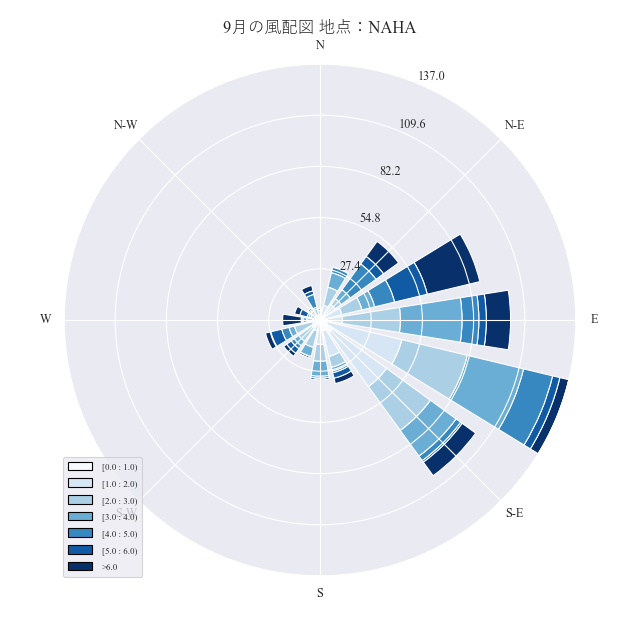 9月の風配図 地点：NAHA
N
137.0
N-W
N-E
109.6
82.2
54.8
27.4
W
E
[0.0 : 1.0)
[1.0 : 2.0)
[2.0 : 3.0)
S-W
S-E
[3.0 : 4.0)
[4.0 : 5.0)
[5.0 : 6.0)
>6.0
S